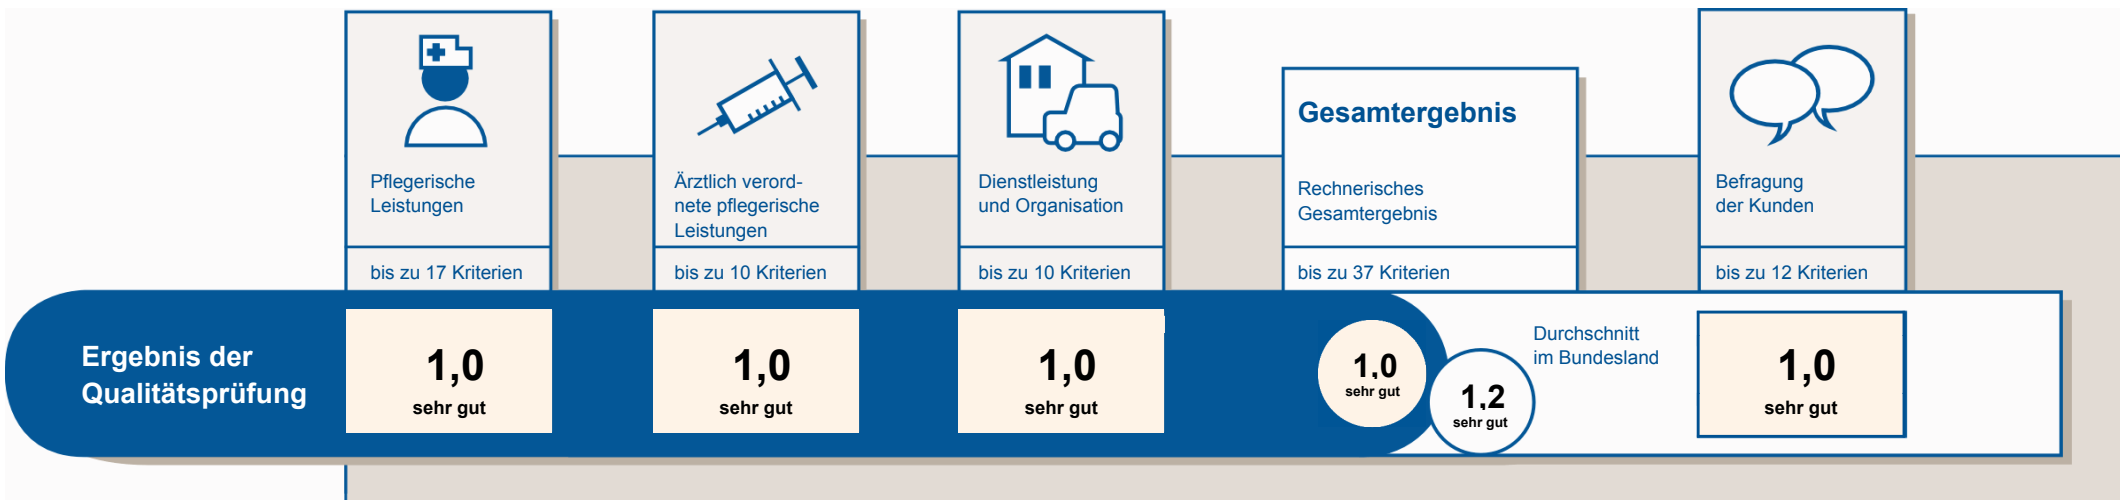 Pflegerische
Leistungen
bis zu 17 Kriterien
Ärztlich verord-
nete pflegerische
Leistungen
bis zu 10 Kriterien
Dienstleistung
und Organisation
bis zu 10 Kriterien
Gesamtergebnis
Rechnerisches
Gesamtergebnis
bis zu 37 Kriterien
Befragung
der Kunden
bis zu 12 Kriterien
Ergebnis der
Qualitätsprüfung
1,0
sehr gut
1,0
sehr gut
1,0
sehr gut
1,0
sehr gut
1,2
sehr gut
Durchschnitt
im Bundesland
1,0
sehr gut